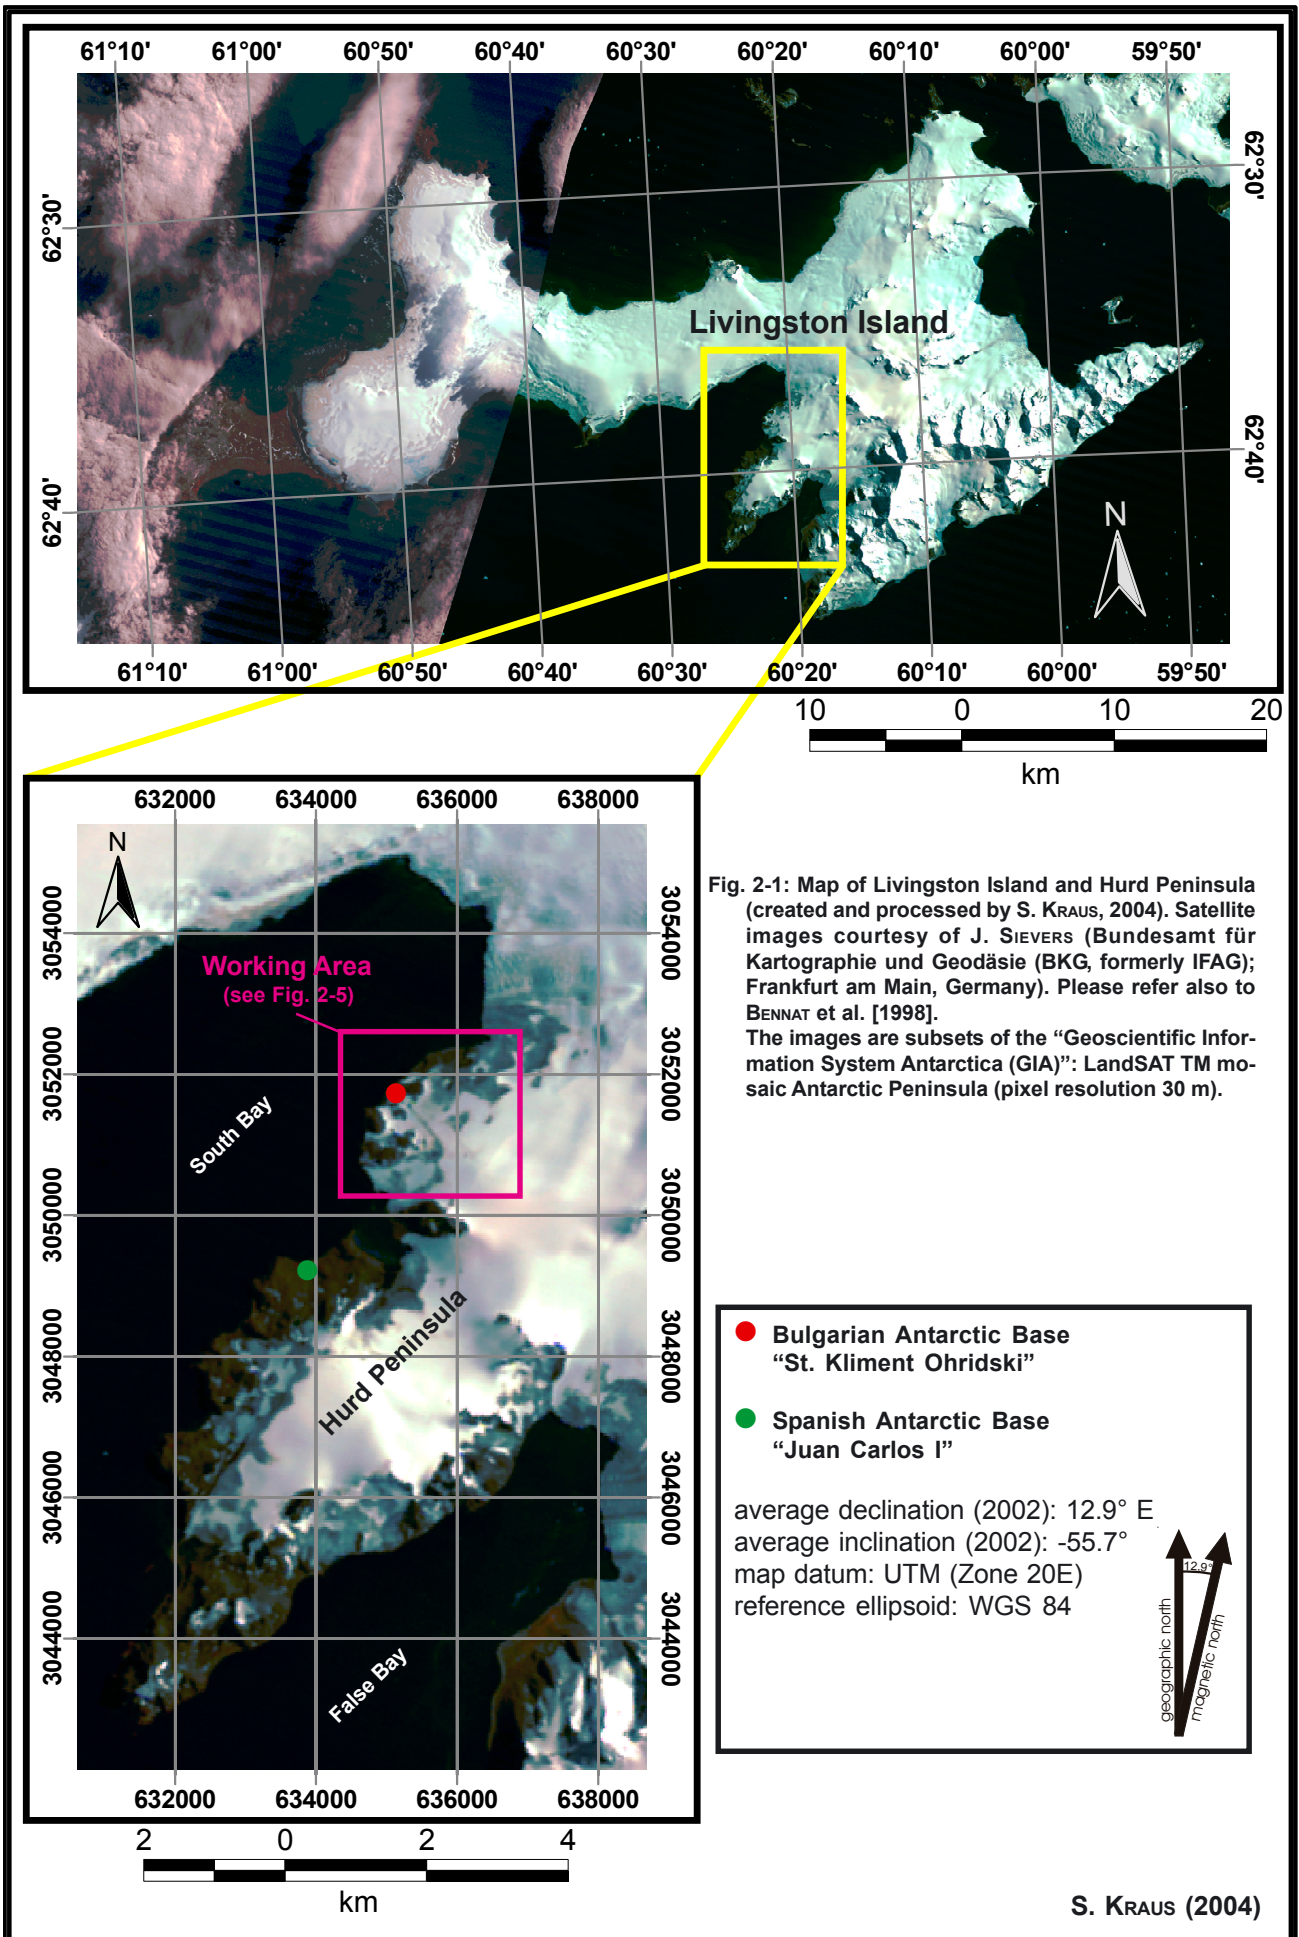 61°10' 61°00' 60°50' 60°40' 60°30' 60°20' 60°10' 60°00' 59°50'
62°30'
62°30'
Livingston Island
62°40'
62°40'
N
61°10' 61°00' 60°50' 60°40' 60°30' 60°20' 60°10' 60°00' 59°50'
10 0 10 20
km
632000 634000 636000 638000
N
3054000
3054000
Working Area
(see Fig. 2-5)
3052000
3052000
South Bay
3050000
3050000
Hurd Peninsula
3048000
3048000
3046000
3046000
3044000
3044000
False Bay
632000 634000 636000 638000
2 0 2 4
km
Fig. 2-1: Map of Livingston Island and Hurd Peninsula
(created and processed by S. KRAUS, 2004). Satellite
images courtesy of J. SIEVERS (Bundesamt für
Kartographie und Geodäsie (BKG, formerly IFAG);
Frankfurt am Main, Germany). Please refer also to
BENNAT et al. [1998].
The images are subsets of the “Geoscientific Infor-
mation System Antarctica (GIA)”: LandSAT TM mo-
saic Antarctic Peninsula (pixel resolution 30 m).
Bulgarian Antarctic Base
“St. Kliment Ohridski”
Spanish Antarctic Base
“Juan Carlos I”
average declination (2002): 12.9° E
average inclination (2002): -55.7°
map datum: UTM (Zone 20E)
reference ellipsoid: WGS 84
12.9°
geographic north
magnetic north
S. KRAUS (2004)